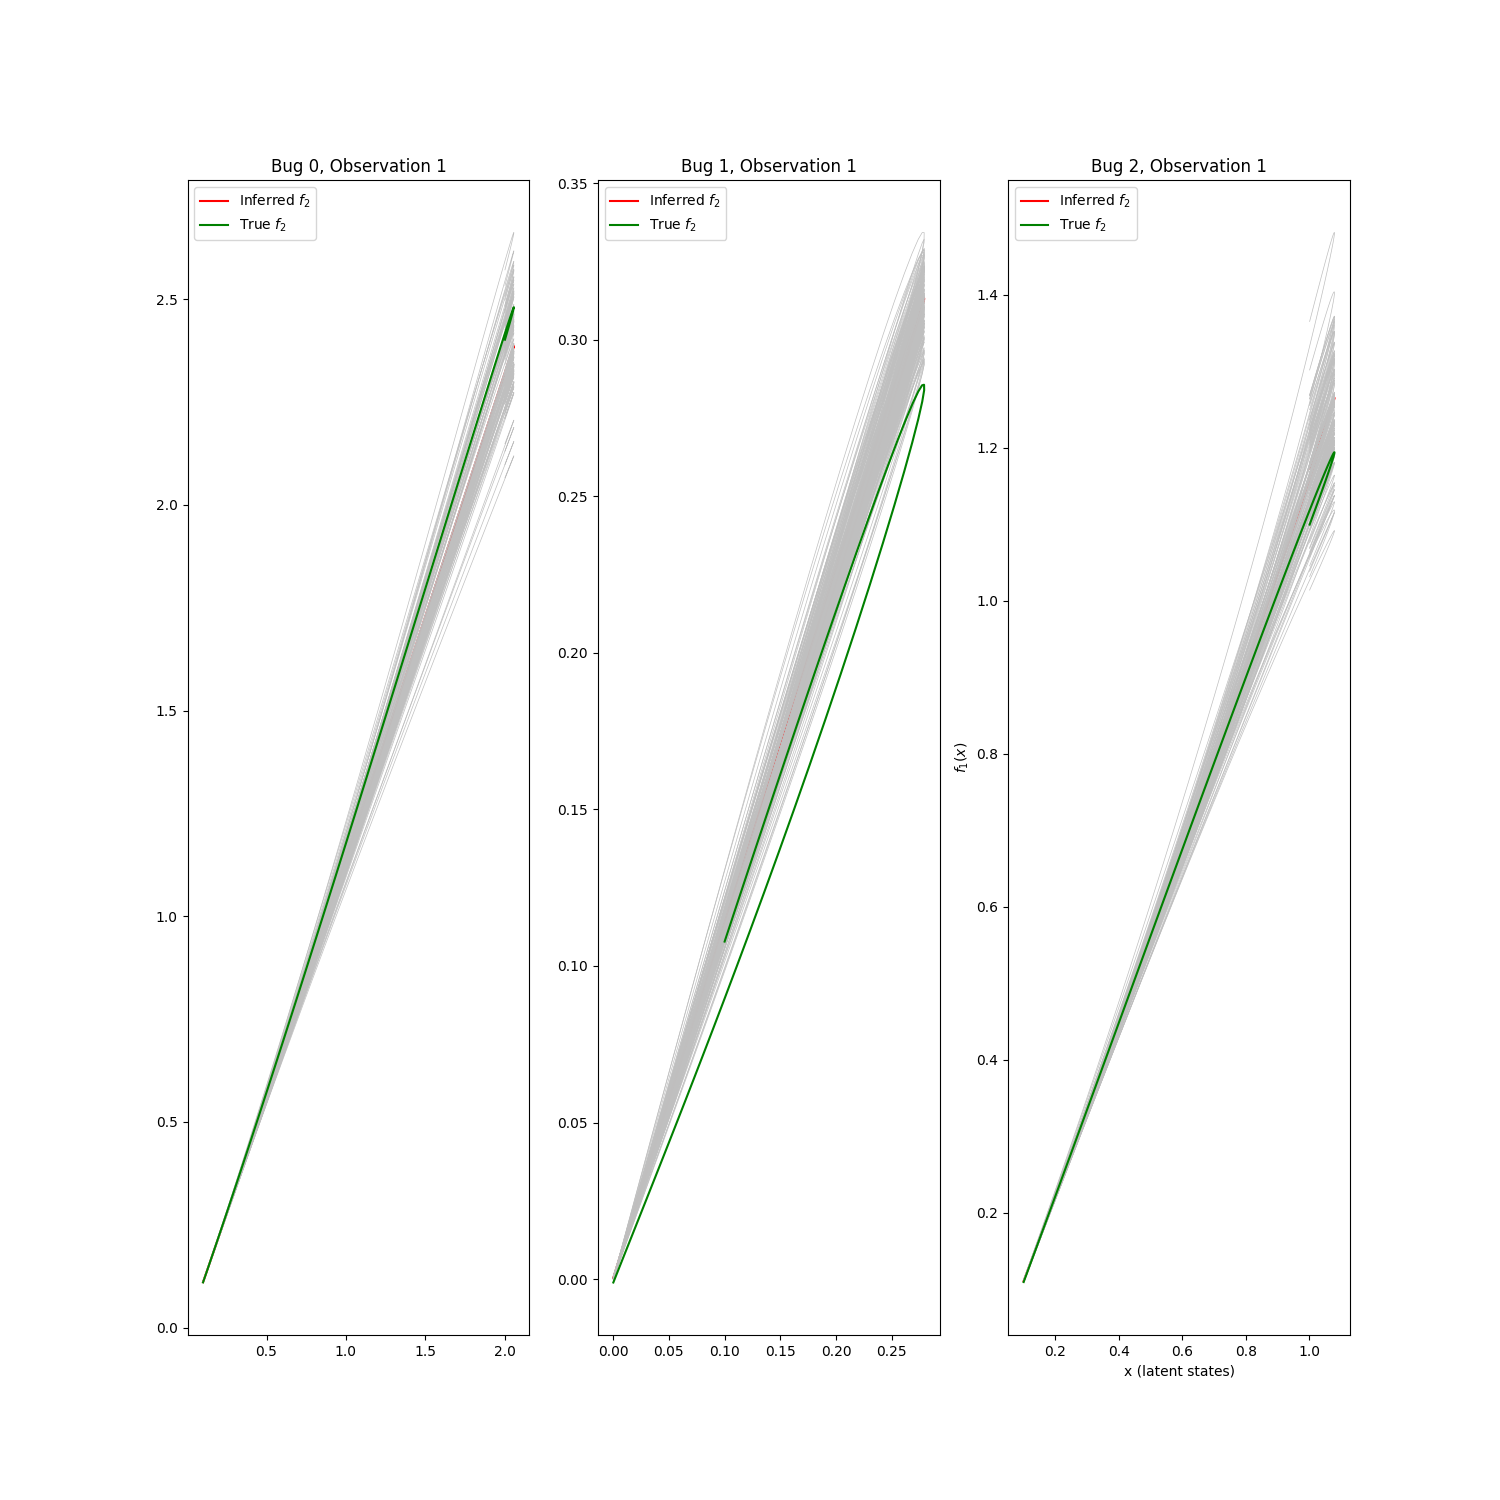 Bug 0, Observation 1
Inferred f₂
True f₂
2.5
2.0
1.5
1.0
0.5
0.0
0.5 1.0 1.5 2.0
Bug 1, Observation 1
Inferred f₂
True f₂
0.35
0.30
0.25
0.20
0.15
0.10
0.05
0.00
0.00 0.05 0.10 0.15 0.20 0.25
Bug 2, Observation 1
Inferred f₂
True f₂
f₁(x)
1.4
1.2
1.0
0.8
0.6
0.4
0.2
0.2 0.4 0.6 0.8 1.0
x (latent states)